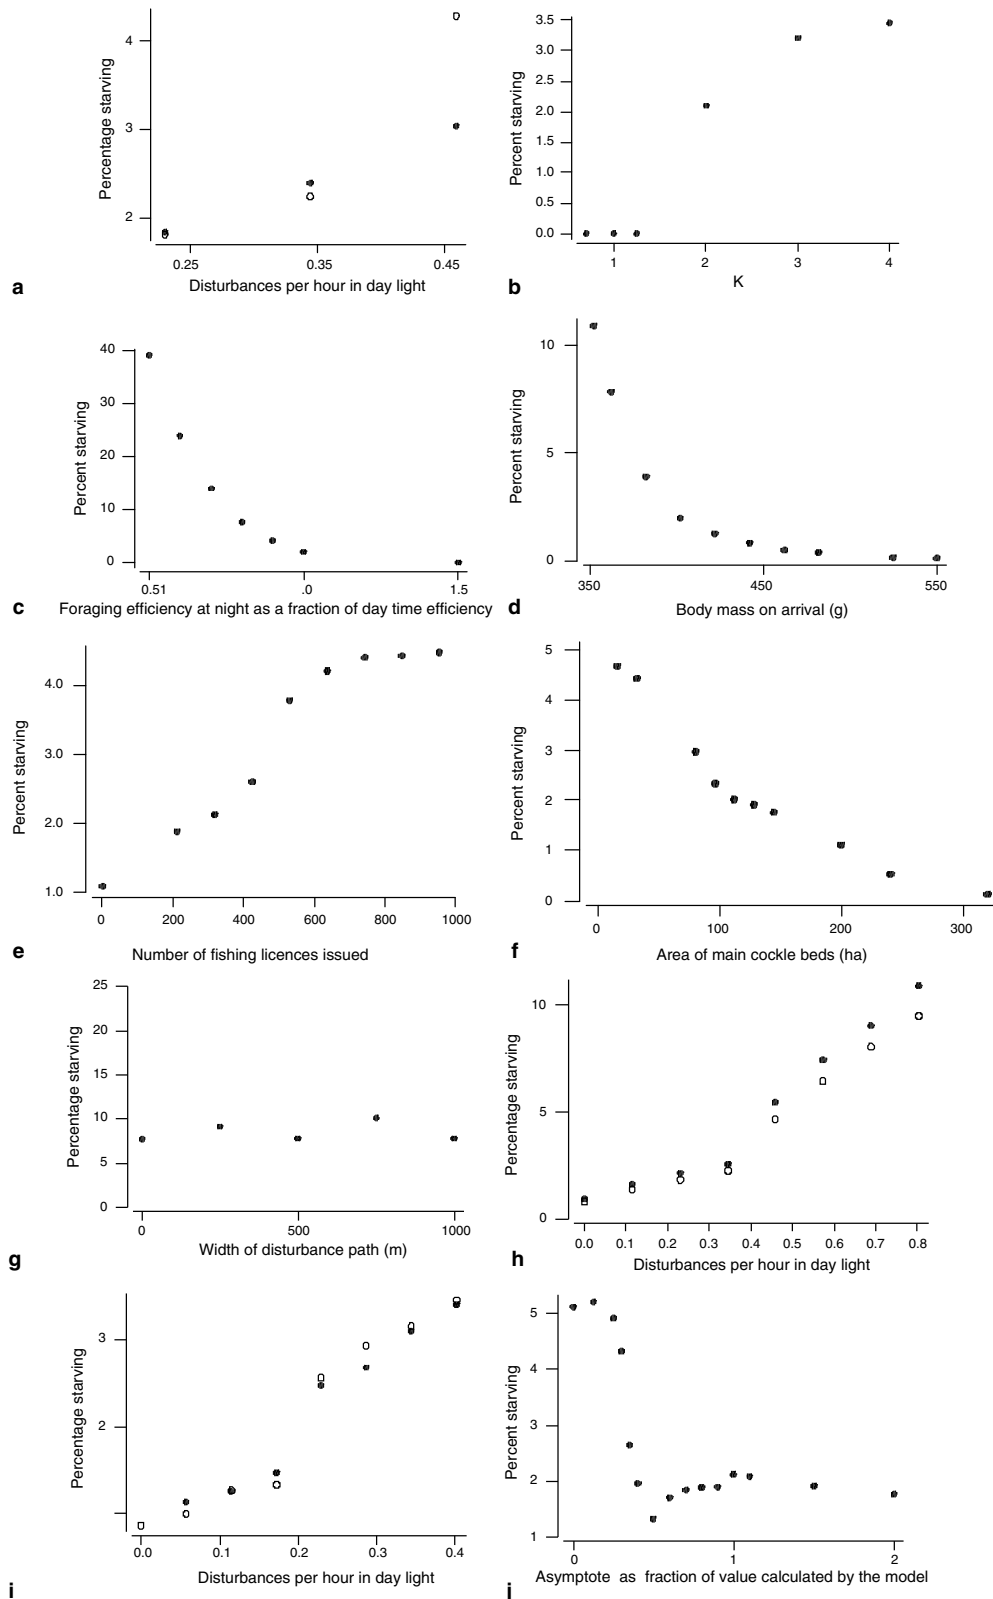 Percentage starving
4
3
2
0.25 0.35 0.45
Disturbances per hour in day light
a
Percent starving
3.5
3.0
2.5
2.0
1.5
1.0
0.5
0.0
1 2 3 4
K
b
Percent starving
40
30
20
10
0
0.51 .0 1.5
Foraging efficiency at night as a fraction of day time efficiency
c
Percent starving
10
5
0
350 450 550
Body mass on arrival (g)
d
Percent starving
4.0
3.0
2.0
1.0
0 200 400 600 800 1000
Number of fishing licences issued
e
Percent starving
5
4
3
2
1
0
0 100 200 300
Area of main cockle beds (ha)
f
Percentage starving
25
20
15
10
5
0
0 500 1000
Width of disturbance path (m)
g
Percentage starving
10
5
0
0.0 0.1 0.2 0.3 0.4 0.5 0.6 0.7 0.8
Disturbances per hour in day light
h
Percentage starving
3
2
0.0 0.1 0.2 0.3 0.4
Disturbances per hour in day light
i
Percent starving
5
4
3
2
1
0 1 2
Asymptote as fraction of value calculated by the model
j